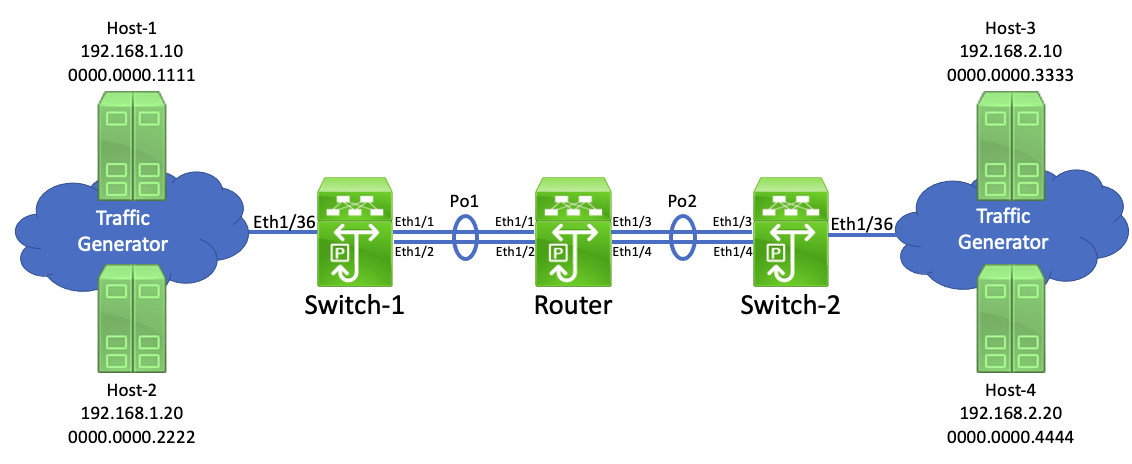 Host-1
192.168.1.10
0000.0000.1111
Host-3
192.168.2.10
0000.0000.3333
Traffic
Generator
Eth1/36
Eth1/1
Eth1/2
Po1
Eth1/1
Eth1/2
Eth1/3
Eth1/4
Po2
Eth1/3
Eth1/4
Eth1/36
Traffic
Generator
P
P
P
Switch-1
Router
Switch-2
Host-2
192.168.1.20
0000.0000.2222
Host-4
192.168.2.20
0000.0000.4444